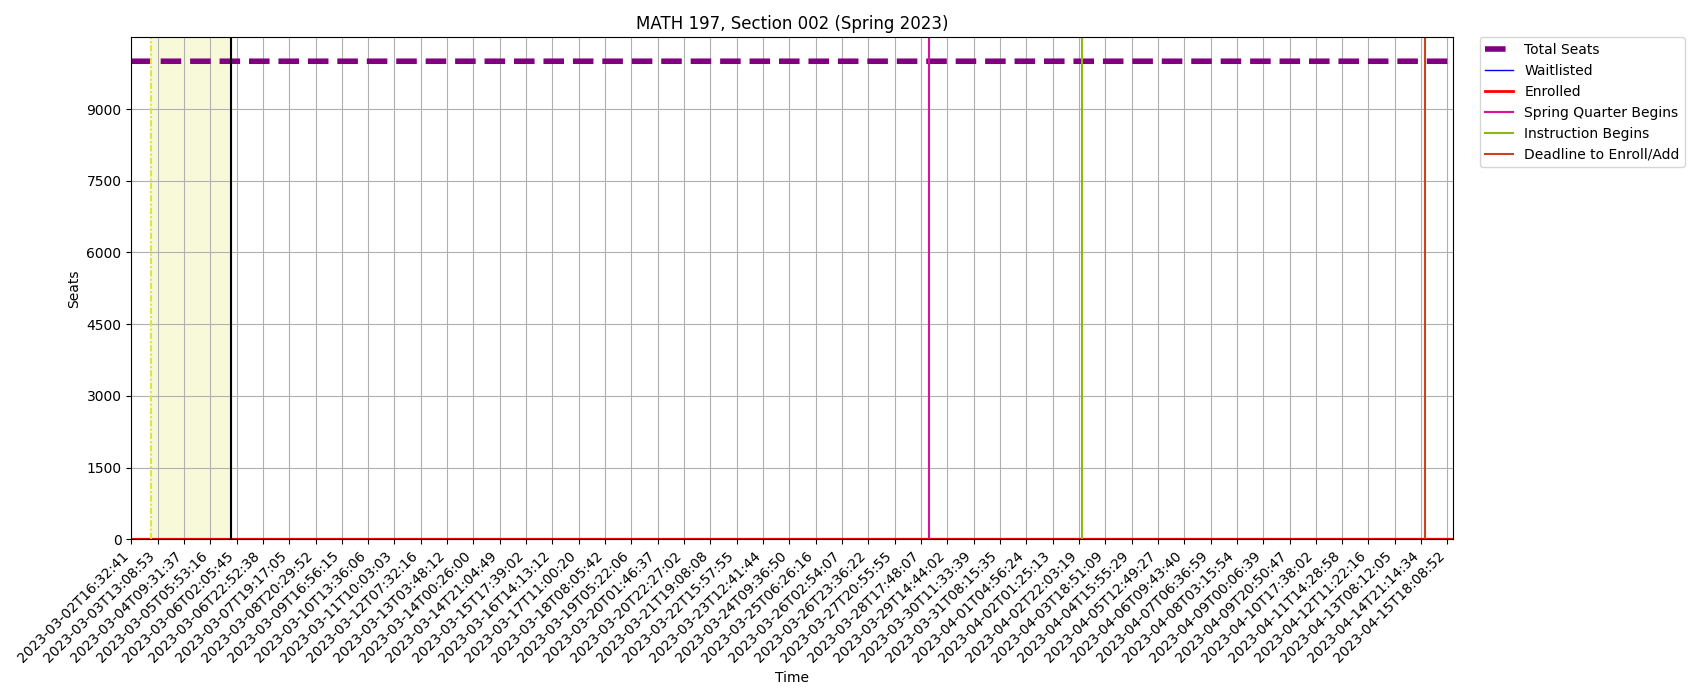 MATH 197, Section 002 (Spring 2023)
Total Seats
Waitlisted
Enrolled
Spring Quarter Begins
Instruction Begins
Deadline to Enroll/Add
9000
7500
6000
4500
3000
1500
0
Seats
2023-03-02T16:32:41
2023-03-03T13:08:53
2023-03-04T09:31:37
2023-03-05T05:53:16
2023-03-06T02:05:45
2023-03-06T22:52:38
2023-03-07T19:17:05
2023-03-08T20:29:52
2023-03-09T16:56:15
2023-03-10T13:36:06
2023-03-11T10:03:03
2023-03-12T07:32:16
2023-03-13T03:48:12
2023-03-14T00:26:00
2023-03-14T21:04:49
2023-03-15T17:39:02
2023-03-16T14:13:12
2023-03-17T11:00:20
2023-03-18T08:05:42
2023-03-19T05:22:06
2023-03-20T01:46:37
2023-03-20T22:27:02
2023-03-21T19:08:08
2023-03-22T15:57:55
2023-03-23T12:41:44
2023-03-24T09:36:50
2023-03-25T06:26:16
2023-03-26T02:54:07
2023-03-26T23:36:22
2023-03-27T20:55:55
2023-03-28T17:48:07
2023-03-29T14:44:02
2023-03-30T11:33:39
2023-03-31T08:15:35
2023-04-01T04:56:24
2023-04-02T01:25:13
2023-04-02T22:03:19
2023-04-03T18:51:09
2023-04-04T15:55:29
2023-04-05T12:49:27
2023-04-06T09:43:40
2023-04-07T06:36:59
2023-04-08T03:15:54
2023-04-09T00:06:39
2023-04-09T20:50:47
2023-04-10T17:38:02
2023-04-11T14:28:58
2023-04-12T11:22:16
2023-04-13T08:12:05
2023-04-14T21:14:34
2023-04-15T18:08:52
Time